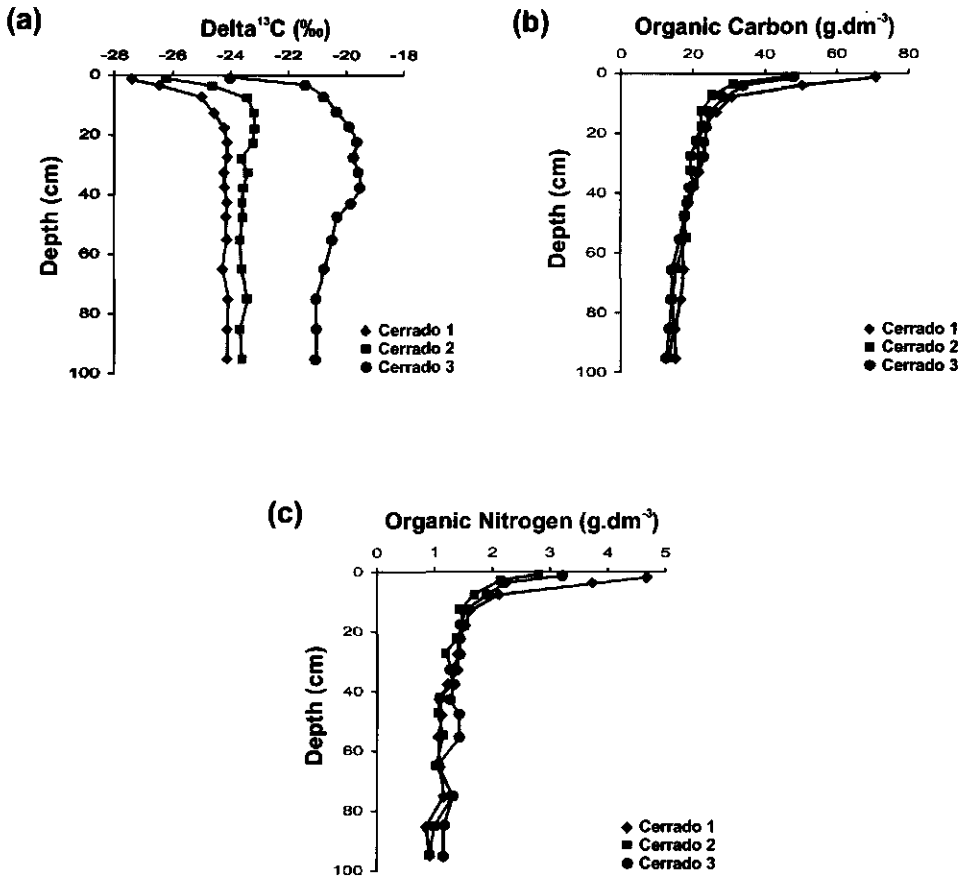 (a)
Delta¹³C (‰)
-28 -26 -24 -22 -20 -18
0
20
40
60
80
100
Depth (cm)
Cerrado 1
Cerrado 2
Cerrado 3
(b)
Organic Carbon (g.dm⁻³)
0 20 40 60 80
0
20
40
60
80
100
Depth (cm)
Cerrado 1
Cerrado 2
Cerrado 3
(c)
Organic Nitrogen (g.dm⁻³)
0 1 2 3 4 5
0
20
40
60
80
100
Depth (cm)
Cerrado 1
Cerrado 2
Cerrado 3